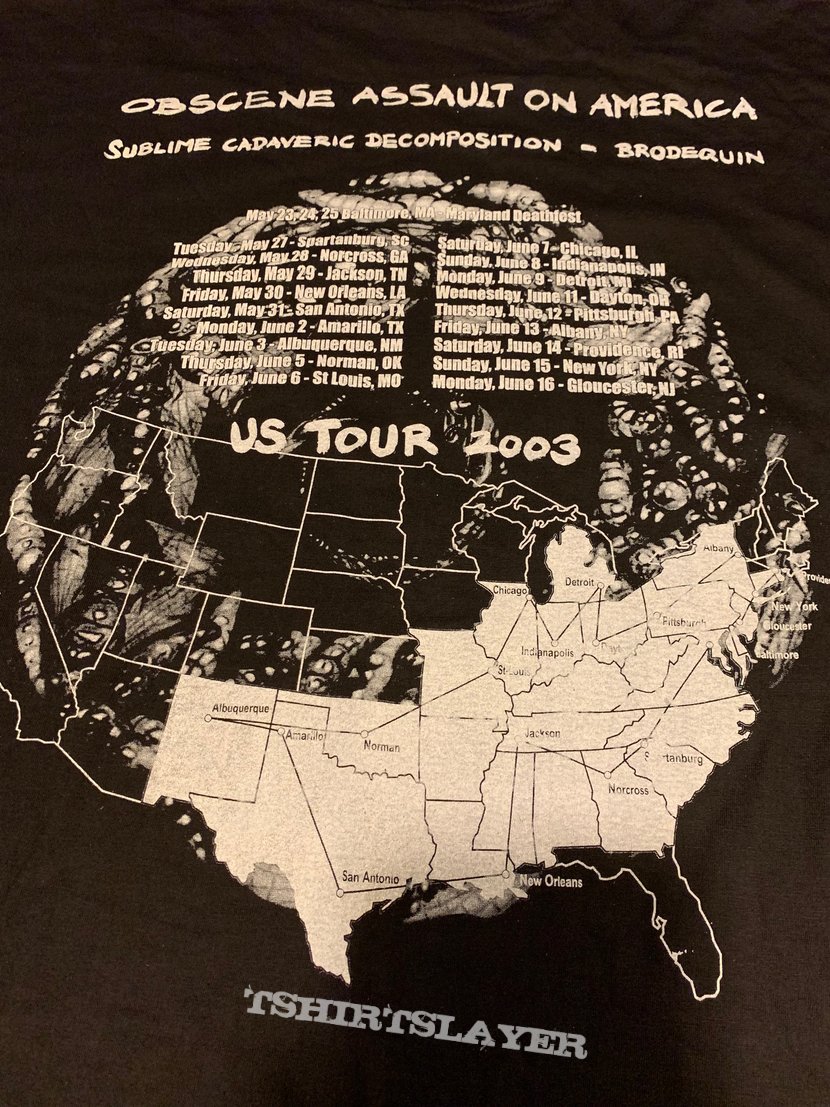 OBSCENE ASSAULT ON AMERICA
SUBLIME CADAVERIC DECOMPOSITION - BRODEQUIN
May 23, 24, 25 Baltimore, MA - Maryland Deathfest
Tuesday, May 27 - Spartanburg, SC
Wednesday, May 28 - Norcross, GA
Thursday, May 29 - Jackson, TN
Friday, May 30 - New Orleans, LA
Saturday, May 31 - San Antonio, TX
Monday, June 2 - Amarillo, TX
Tuesday, June 3 - Albuquerque, NM
Thursday, June 5 - Norman, OK
Friday, June 6 - St Louis, MO
Saturday, June 7 - Chicago, IL
Sunday, June 8 - Indianapolis, IN
Monday, June 9 - Detroit, MI
Wednesday, June 11 - Dayton, OH
Thursday, June 12 - Pittsburgh, PA
Friday, June 13 - Albany, NY
Saturday, June 14 - Providence, RI
Sunday, June 15 - New York, NY
Monday, June 16 - Gloucester, NJ
US TOUR 2003
Albany
Detroit
Chicago
New York
Pittsburgh
Gloucester
Indianapolis
Baltimore
St-Louis
Albuquerque
Amarillo
Norman
Jackson
Spartanburg
Norcross
San Antonio
New Orleans
TSHIRTSLAYER